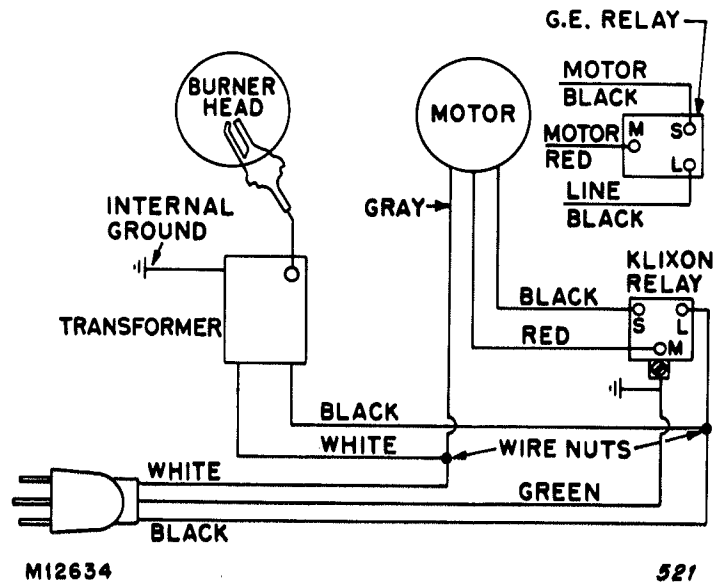 G.E. RELAY
BURNER
HEAD
MOTOR
MOTOR
BLACK
MOTOR
RED
M
S
L
LINE
BLACK
INTERNAL
GROUND
GRAY
KLIXON
RELAY
TRANSFORMER
BLACK
S
L
RED
M
BLACK
WHITE
WIRE NUTS
WHITE
GREEN
BLACK
M12634
521